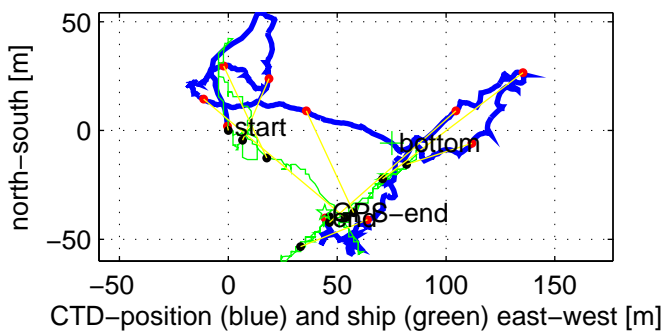 50
0
−50
north−south [m]
start
bottom
GPS−end
end
−50
0
50
100
150
CTD−position (blue) and ship (green) east−west [m]